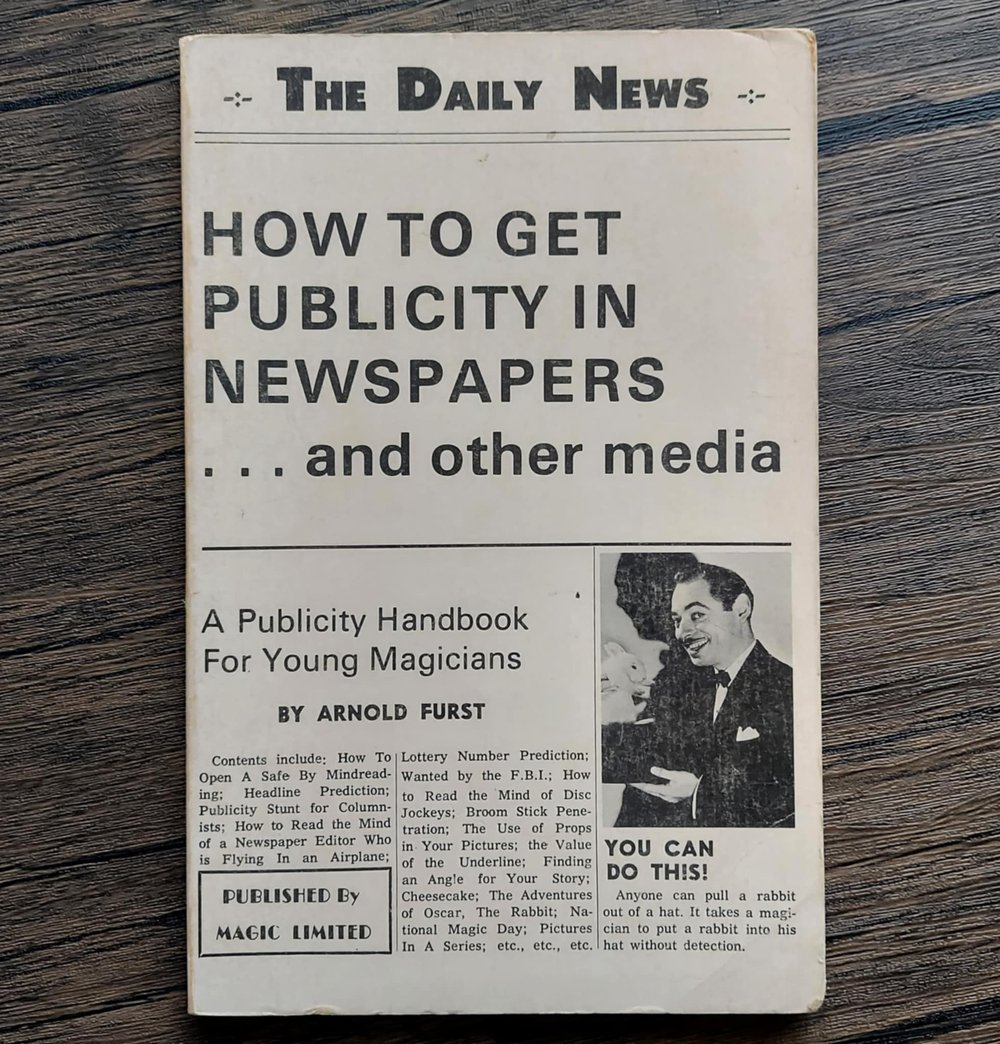 -:- THE DAILY NEWS -:-
HOW TO GET
PUBLICITY IN
NEWSPAPERS
. . . and other media
A Publicity Handbook
For Young Magicians
BY ARNOLD FURST
Contents include: How To
Open A Safe By Mindread-
ing; Headline Prediction;
Publicity Stunt for Column-
ists; How to Read the Mind
of a Newspaper Editor Who
is Flying In an Airplane;
PUBLISHED By
MAGIC LIMITED
Lottery Number Prediction;
Wanted by the F.B.I.; How
to Read the Mind of Disc
Jockeys; Broom Stick Pene-
tration; The Use of Props
in Your Pictures; the Value
of the Underline; Finding
an Angle for Your Story;
Cheesecake; The Adventures
of Oscar, The Rabbit; Na-
tional Magic Day; Pictures
In A Series; etc., etc., etc.
YOU CAN
DO THIS!
Anyone can pull a rabbit
out of a hat. It takes a magi-
cian to put a rabbit into his
hat without detection.